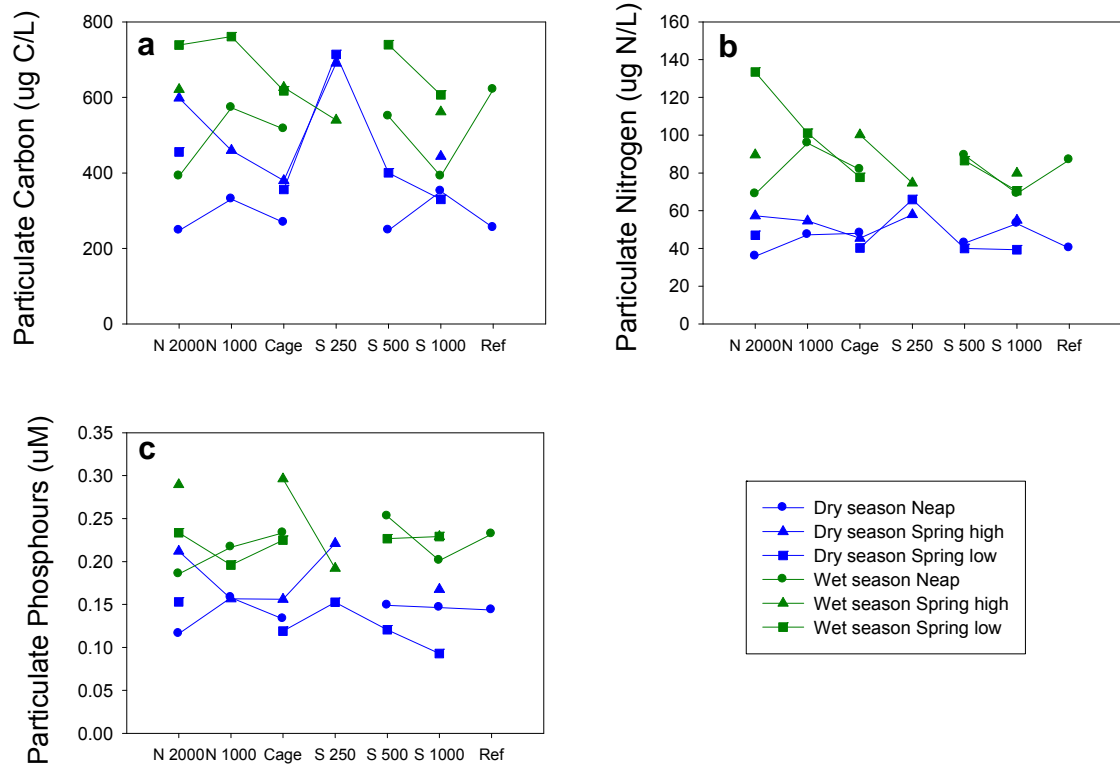 Particulate Carbon (ug C/L)
800
600
400
200
0
a
N 2000 N 1000 Cage S 250 S 500 S 1000 Ref
Particulate Nitrogen (ug N/L)
160
140
120
100
80
60
40
20
0
b
N 2000 N 1000 Cage S 250 S 500 S 1000 Ref
Particulate Phosphours (uM)
0.35
0.30
0.25
0.20
0.15
0.10
0.05
0.00
c
N 2000 N 1000 Cage S 250 S 500 S 1000 Ref
Dry season Neap
Dry season Spring high
Dry season Spring low
Wet season Neap
Wet season Spring high
Wet season Spring low